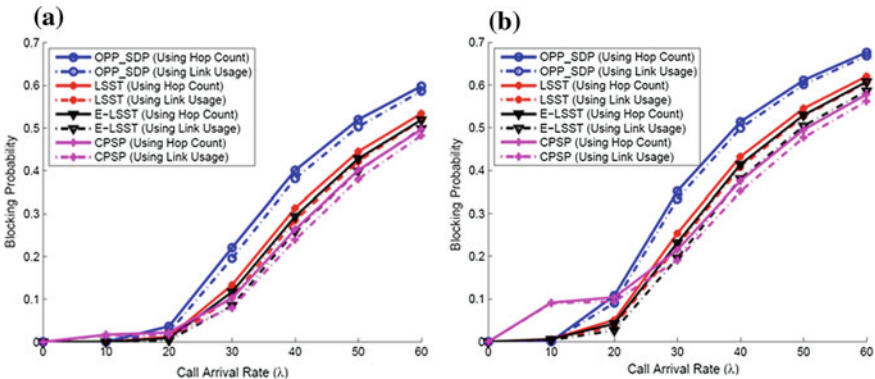 (a)
0.7
0.6
0.5
0.4
0.3
0.2
0.1
0
Blocking Probability
OPP_SDP (Using Hop Count)
OPP_SDP (Using Link Usage)
LSST (Using Hop Count)
LSST (Using Link Usage)
E-LSST (Using Hop Count)
E-LSST (Using Link Usage)
CPSP (Using Hop Count)
CPSP (Using Link Usage)
0 10 20 30 40 50 60
Call Arrival Rate (λ)
(b)
0.7
0.6
0.5
0.4
0.3
0.2
0.1
0
Blocking Probability
OPP_SDP (Using Hop Count)
OPP_SDP (Using Link Usage)
LSST (Using Hop Count)
LSST (Using Link Usage)
E-LSST (Using Hop Count)
E-LSST (Using Link Usage)
CPSP (Using Hop Count)
CPSP (Using Link Usage)
0 10 20 30 40 50 60
Call Arrival Rate (λ)